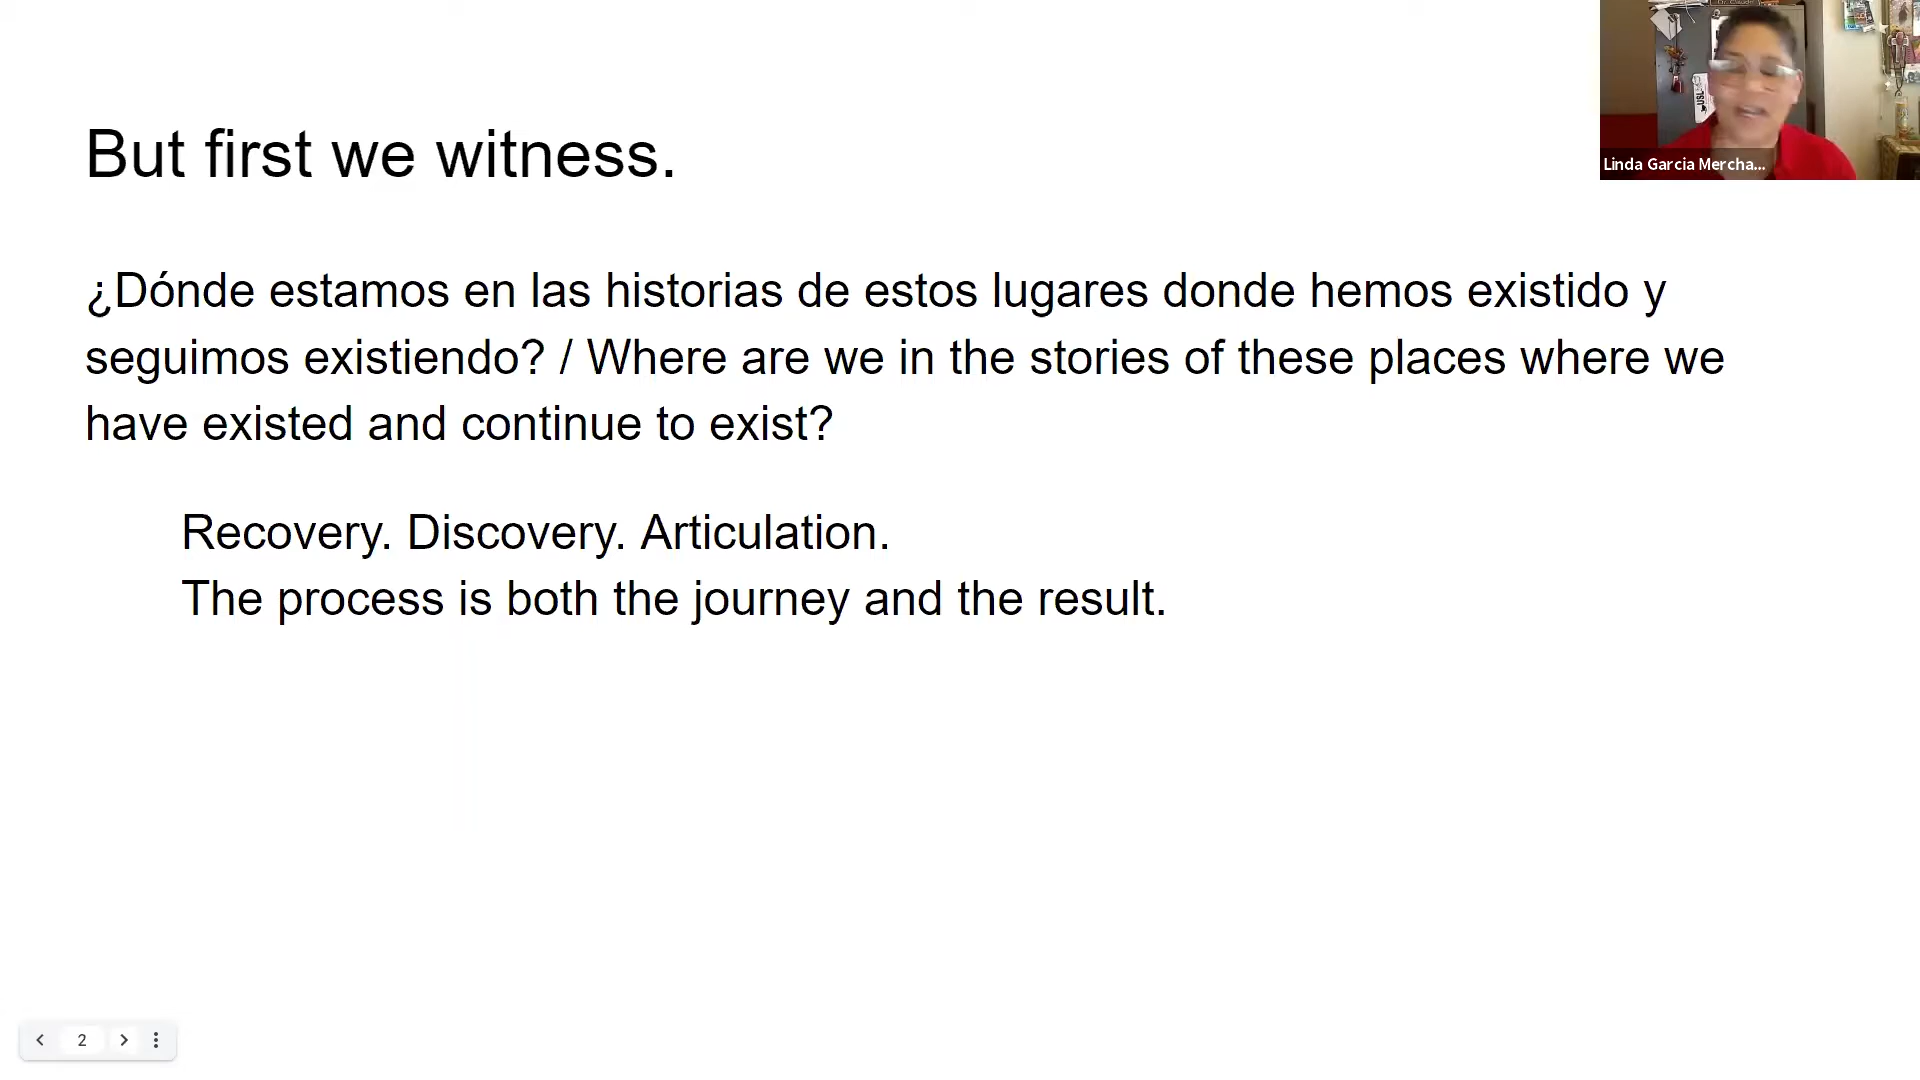 But first we witness.
¿Dónde estamos en las historias de estos lugares donde hemos existido y
seguimos existiendo? / Where are we in the stories of these places where we
have existed and continue to exist?
Recovery. Discovery. Articulation.
The process is both the journey and the result.
Linda Garcia Mercha...
2